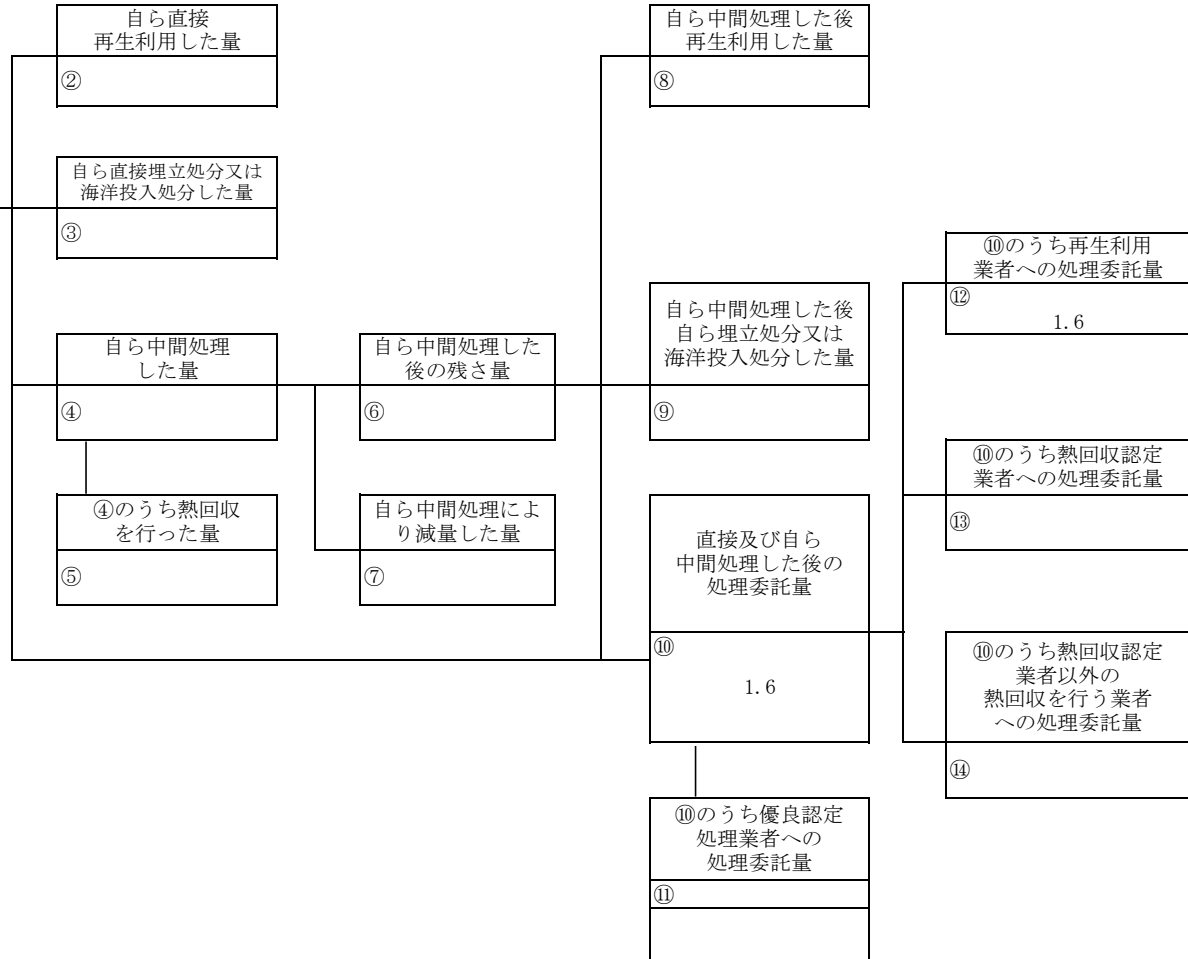 自ら直接
再生利用した量
②
自ら中間処理した後
再生利用した量
⑧
自ら直接埋立処分又は
海洋投入処分した量
③
⑩のうち再生利用
業者への処理委託量
⑫
1.6
自ら中間処理した後
自ら埋立処分又は
海洋投入処分した量
⑨
自ら中間処理
した量
④
自ら中間処理した
後の残さ量
⑥
⑩のうち熱回収認定
業者への処理委託量
⑬
④のうち熱回収
を行った量
⑤
自ら中間処理によ
り減量した量
⑦
直接及び自ら
中間処理した後の
処理委託量
⑩
1.6
⑩のうち熱回収認定
業者以外の
熱回収を行う業者
への処理委託量
⑭
⑩のうち優良認定
処理業者への
処理委託量
⑪